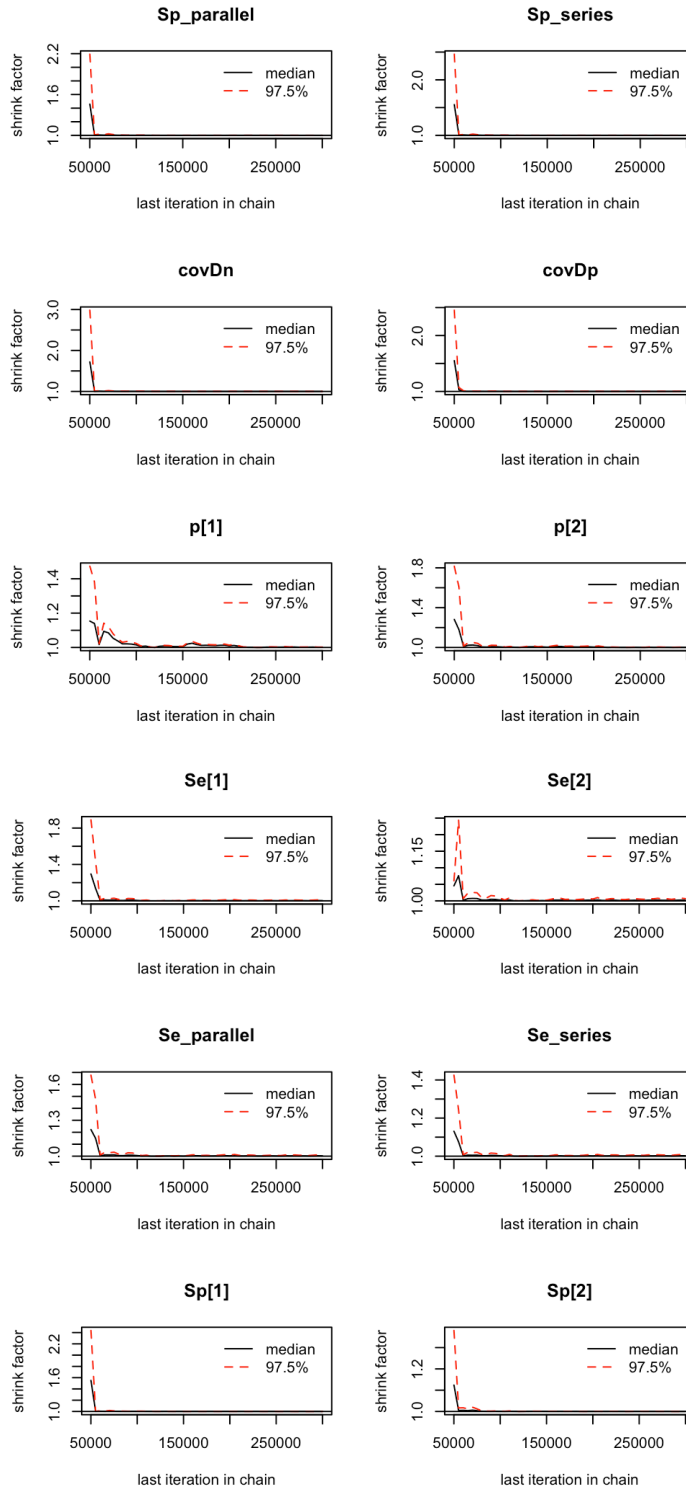 Sp_parallel
shrink factor
1.0
1.6
2.2
median
97.5%
50000
150000
250000
last iteration in chain
Sp_series
shrink factor
1.0
2.0
median
97.5%
50000
150000
250000
last iteration in chain
covDn
shrink factor
1.0
2.0
3.0
median
97.5%
50000
150000
250000
last iteration in chain
covDp
shrink factor
1.0
2.0
median
97.5%
50000
150000
250000
last iteration in chain
p[1]
shrink factor
1.0
1.2
1.4
median
97.5%
50000
150000
250000
last iteration in chain
p[2]
shrink factor
1.0
1.4
1.8
median
97.5%
50000
150000
250000
last iteration in chain
Se[1]
shrink factor
1.0
1.4
1.8
median
97.5%
50000
150000
250000
last iteration in chain
Se[2]
shrink factor
1.00
1.15
median
97.5%
50000
150000
250000
last iteration in chain
Se_parallel
shrink factor
1.0
1.3
1.6
median
97.5%
50000
150000
250000
last iteration in chain
Se_series
shrink factor
1.0
1.2
1.4
median
97.5%
50000
150000
250000
last iteration in chain
Sp[1]
shrink factor
1.0
1.6
2.2
median
97.5%
50000
150000
250000
last iteration in chain
Sp[2]
shrink factor
1.0
1.2
median
97.5%
50000
150000
250000
last iteration in chain